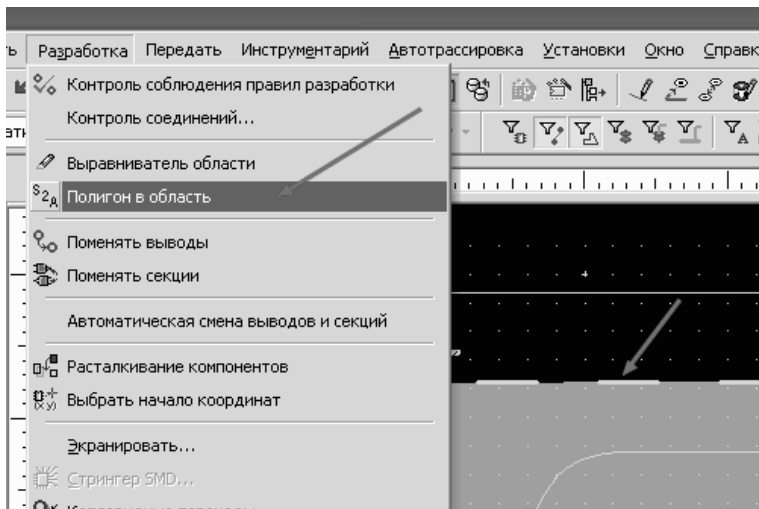 Разработка Передать Инструментарий Автотрассировка Установки Окно
Контроль соблюдения правил разработки
Контроль соединений...
Выравниватель области
Полигон в область
Поменять выводы
Поменять секции
Автоматическая смена выводов и секций
Расталкивание компонентов
Выбрать начало координат
Экранировать...
Стрингер SMD...